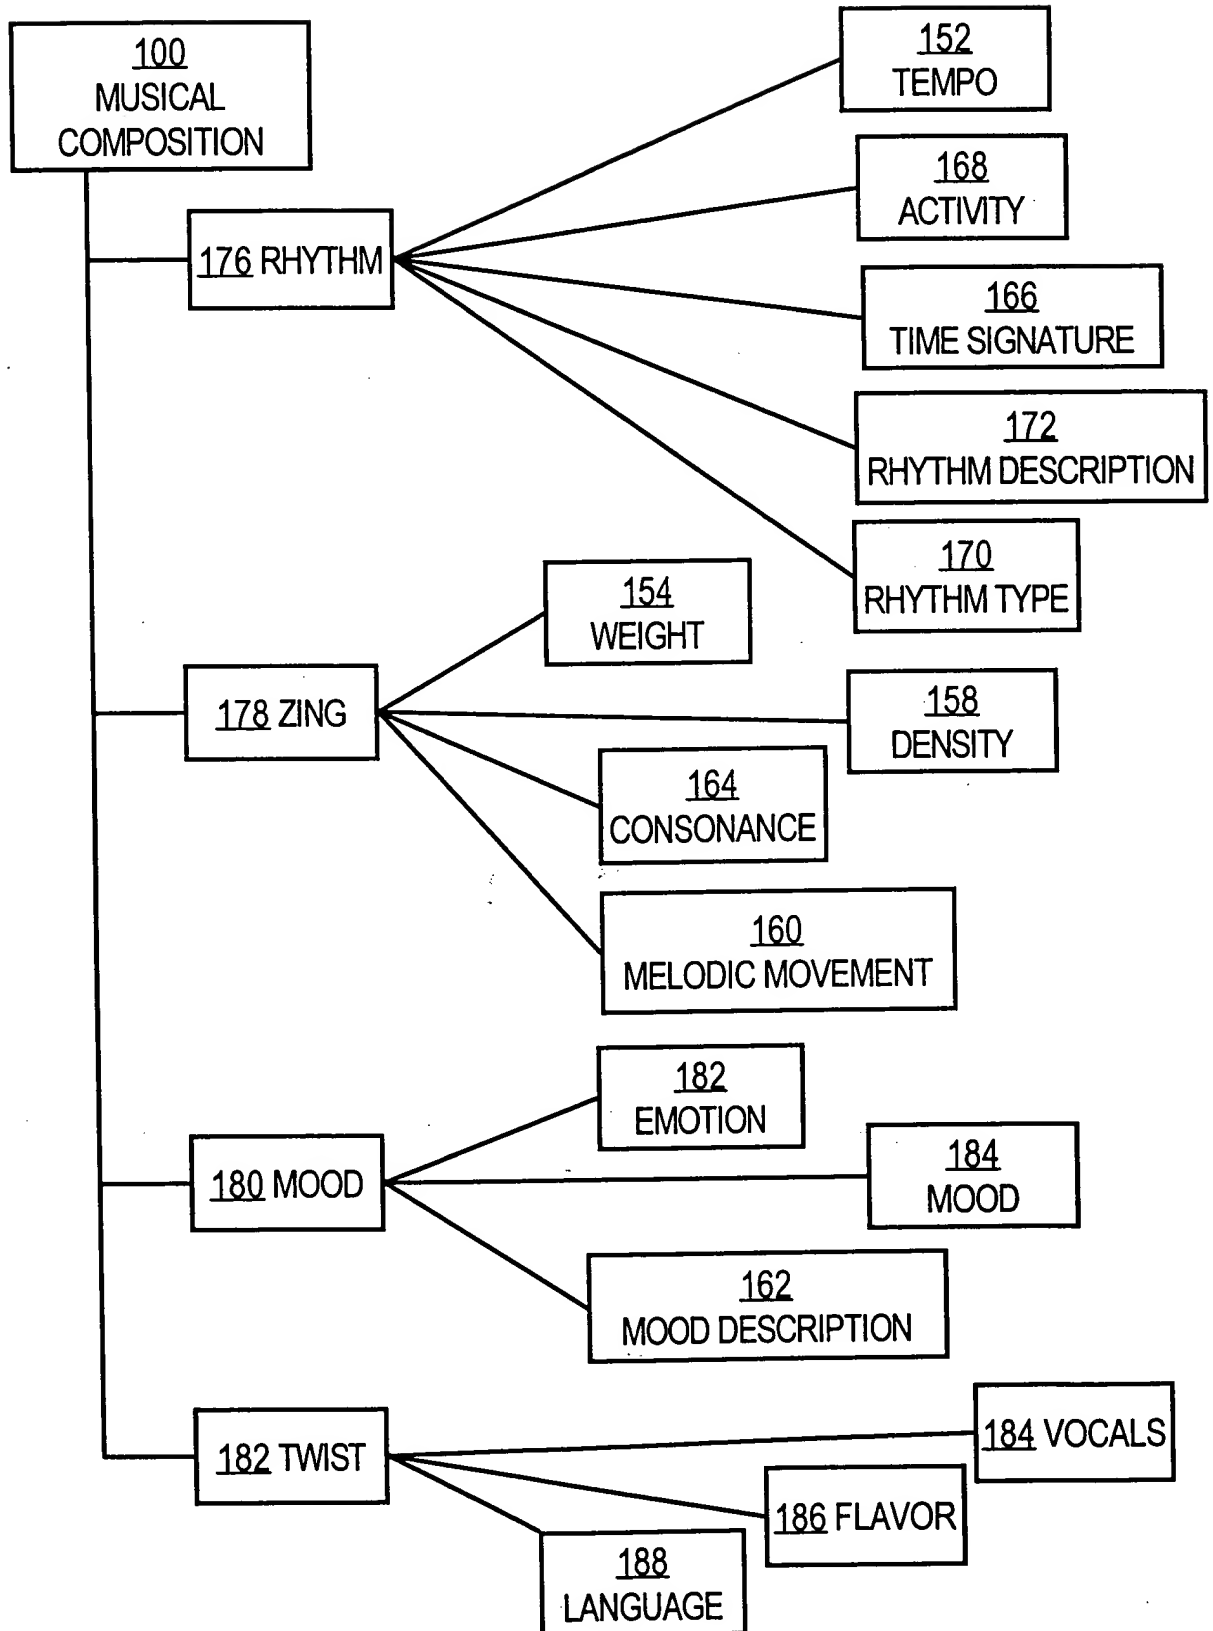 100
MUSICAL
COMPOSITION
152
TEMPO
168
ACTIVITY
176 RHYTHM
166
TIME SIGNATURE
172
RHYTHM DESCRIPTION
170
RHYTHM TYPE
154
WEIGHT
178 ZING
158
DENSITY
164
CONSONANCE
160
MELODIC MOVEMENT
182
EMOTION
180 MOOD
184
MOOD
162
MOOD DESCRIPTION
182 TWIST
184 VOCALS
186 FLAVOR
188
LANGUAGE